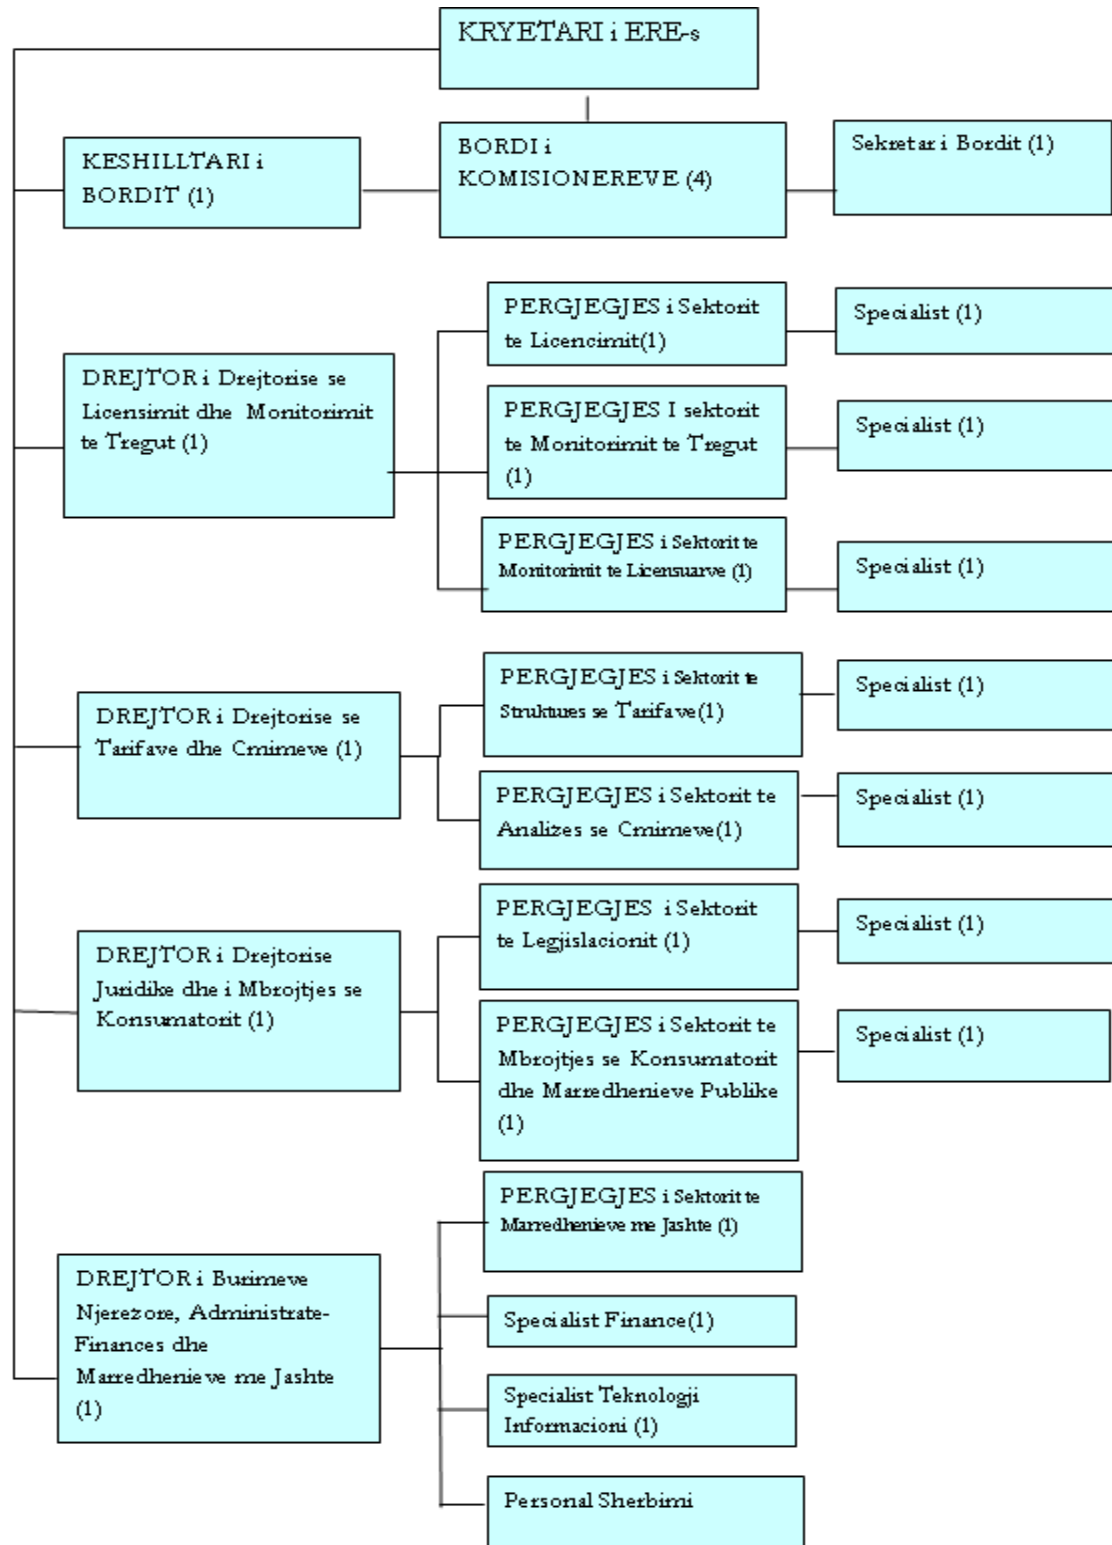 KRYETARI i ERE-s
KESHILLTARI i
BORDIT (1)
BORDI i
KOMISIONEREVE (4)
Sekretar i Bordit (1)
DREJTOR i Drejtorise se
Licensimit dhe Monitorimit
te Tregut (1)
PERGJEGJES i Sektorit
te Licencimit(1)
Specialist (1)
PERGJEGJES I sektorit
te Monitorimit te Tregut
(1)
Specialist (1)
PERGJEGJES i Sektorit te
Monitorimit te Licensuarve (1)
Specialist (1)
DREJTOR i Drejtorise se
Tarifave dhe Cmimeve (1)
PERGJEGJES i Sektorit te
Struktures se Tarifave(1)
Specialist (1)
PERGJEGJES i Sektorit te
Analizes se Cmimeve(1)
Specialist (1)
DREJTOR i Drejtorise
Juridike dhe i Mbrojtjes se
Konsumatorit (1)
PERGJEGJES i Sektorit
te Legjislacionit (1)
Specialist (1)
PERGJEGJES i Sektorit te
Mbrojtjes se Konsumatorit
dhe Marredhenieve Publike
(1)
Specialist (1)
DREJTOR i Burimeve
Njerezore, Administrate-
Finances dhe
Marredhenieve me Jashte
(1)
PERGJEGJES i Sektorit te
Marredhenieve me Jashte (1)
Specialist Finance(1)
Specialist Teknologji
Informacioni (1)
Personal Sherbimi